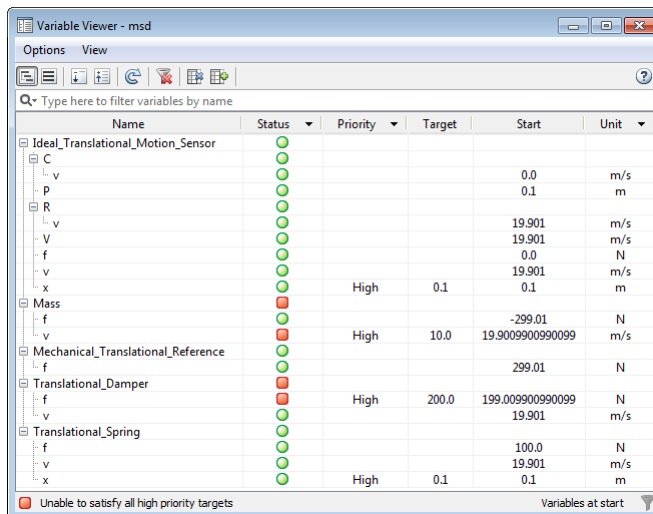 Variable Viewer - msd
Options View
Type here to filter variables by name
Name Status Priority Target Start Unit
Ideal_Translational_Motion_Sensor
C
v 0.0 m/s
P 0.1 m
R
v 19.901 m/s
V 19.901 m/s
f 0.0 N
v 19.901 m/s
x High 0.1 0.1 m
Mass
f -299.01 N
v High 10.0 19.9009900990099 m/s
Mechanical_Translational_Reference
f 299.01 N
Translational_Damper
f High 200.0 199.009900990099 N
v 19.901 m/s
Translational_Spring
f 100.0 N
v 19.901 m/s
x High 0.1 0.1 m
Unable to satisfy all high priority targets Variables at start